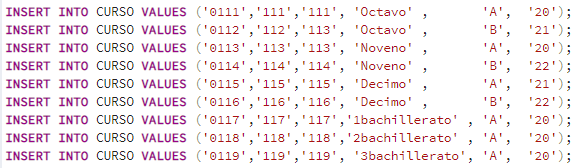 INSERT INTO CURSO VALUES ('0111','111','111', 'Octavo' , 'A', '20');
INSERT INTO CURSO VALUES ('0112','112','113', 'Octavo' , 'B', '21');
INSERT INTO CURSO VALUES ('0113','113','113', 'Noveno' , 'A', '20');
INSERT INTO CURSO VALUES ('0114','114','114', 'Noveno' , 'B', '22');
INSERT INTO CURSO VALUES ('0115','115','115', 'Decimo' , 'A', '21');
INSERT INTO CURSO VALUES ('0116','116','116', 'Decimo' , 'B', '22');
INSERT INTO CURSO VALUES ('0117','117','117','1bachillerato' , 'A', '20');
INSERT INTO CURSO VALUES ('0118','118','118','2bachillerato' , 'A', '20');
INSERT INTO CURSO VALUES ('0119','119','119', '3bachillerato', 'A', '20');